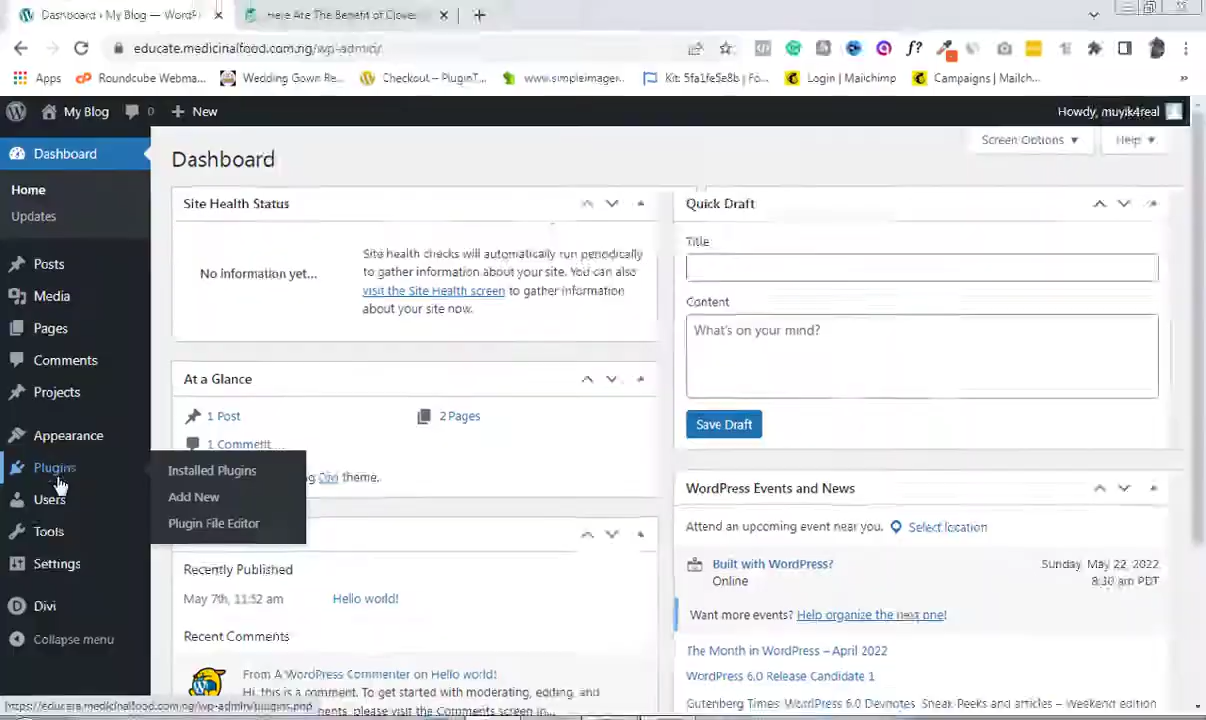 Dashboard ‹ My Blog — WordPr
Here Are The Benefit of Cloves
educate.medicinalfood.com.ng/wp-admin/
Apps
Roundcube Webma...
Wedding Gown Re...
Checkout – PluginT...
www.simpleimager...
Kit: 5fa1fe5e8b | Fo...
Login | Mailchimp
Campaigns | Mailch...
My Blog
0
New
Howdy, muyik4real
Dashboard
Home
Updates
Posts
Media
Pages
Comments
Projects
Appearance
Plugins
Users
Tools
Settings
Divi
Collapse menu
Installed Plugins
Add New
Plugin File Editor
Screen Options
Help
Dashboard
Site Health Status
No information yet...
Site health checks will automatically run periodically
to gather information about your site. You can also
visit the Site Health screen to gather information
about your site now.
At a Glance
1 Post
2 Pages
1 Comment
Divi theme.
Recently Published
May 7th, 11:52 am
Hello world!
Recent Comments
From A WordPress Commenter on Hello world!
Hi, this is a comment. To get started with moderating, editing, and
please visit the Comments screen in...
Quick Draft
Title
Content
What's on your mind?
Save Draft
WordPress Events and News
Attend an upcoming event near you.
Select location
Built with WordPress?
Online
Sunday, May 22, 2022
8:30 am PDT
Want more events? Help organize the next one!
The Month in WordPress – April 2022
WordPress 6.0 Release Candidate 1
Gutenberg Times: WordPress 6.0 Devnotes, Sneak Peeks and articles – Weekend edition
https://educate.medicinalfood.com.ng/wp-admin/plugins.php